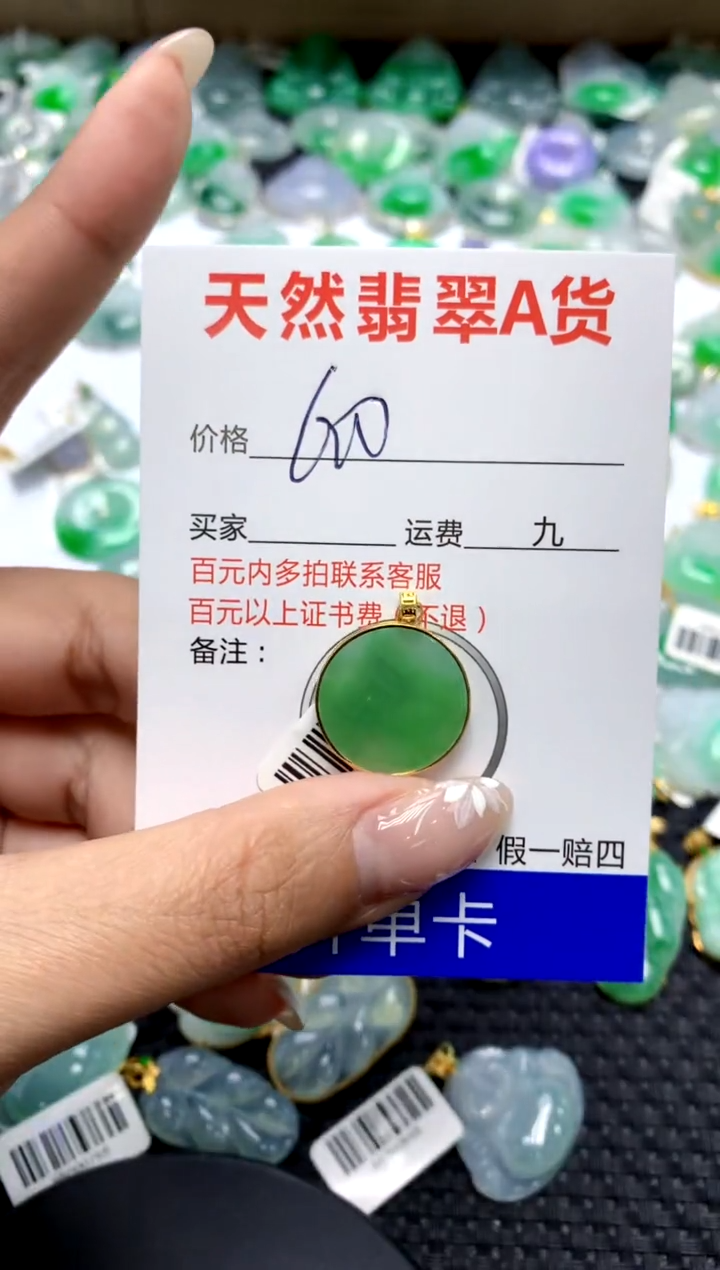 天然翡翠A货
价格 60
买家 运费 九
百元内多拍联系客服
百元以上证书费 不退）
备注：
假一赔四
单卡